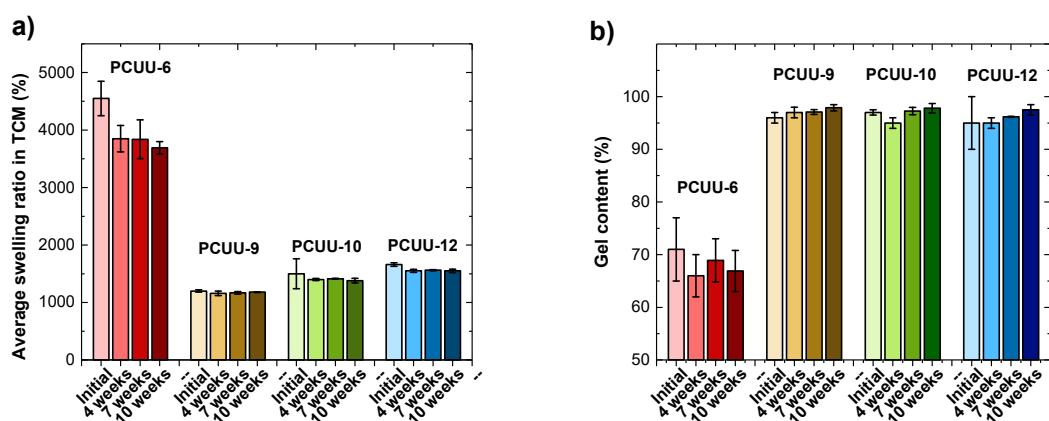 a)
Average swelling ratio in TCM (%)
5000
4000
3000
2000
1000
0
PCUU-6
PCUU-9
PCUU-10
PCUU-12
Initial
4 weeks
7 weeks
10 weeks
--
Initial
4 weeks
7 weeks
10 weeks
--
Initial
4 weeks
7 weeks
10 weeks
--
Initial
4 weeks
7 weeks
10 weeks
--
b)
Gel content (%)
100
90
80
70
60
50
PCUU-6
PCUU-9
PCUU-10
PCUU-12
Initial
4 weeks
7 weeks
10 weeks
--
Initial
4 weeks
7 weeks
10 weeks
--
Initial
4 weeks
7 weeks
10 weeks
--
Initial
4 weeks
7 weeks
10 weeks